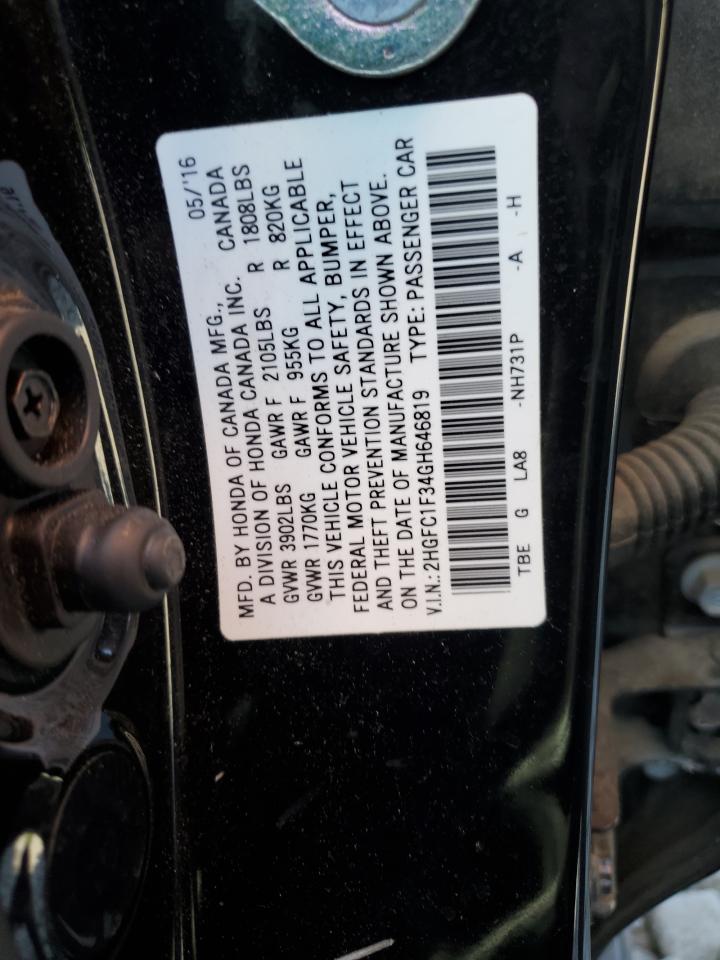 05/'16
MFD. BY HONDA OF CANADA MFG.,
A DIVISION OF HONDA CANADA INC. CANADA
GVWR 3902LBS GAWR F 2105LBS R 1808LBS
GVWR 1770KG GAWR F 955KG R 820KG
THIS VEHICLE CONFORMS TO ALL APPLICABLE
FEDERAL MOTOR VEHICLE SAFETY, BUMPER,
AND THEFT PREVENTION STANDARDS IN EFFECT
ON THE DATE OF MANUFACTURE SHOWN ABOVE.
V.I.N.: 2HGFC1F34GH646819 TYPE: PASSENGER CAR
TBE G LA8 -NH731P -A -H